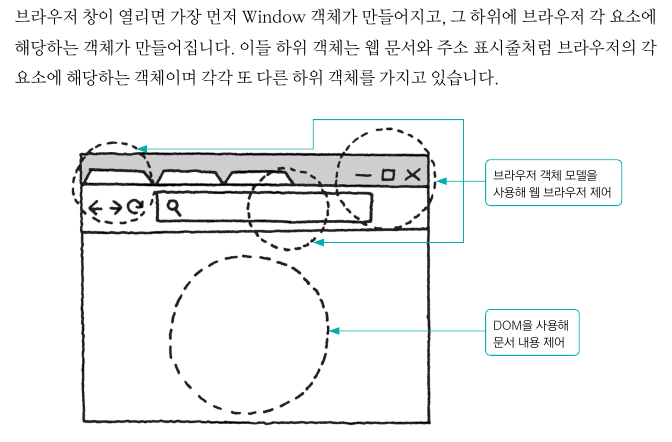 브라우저 창이 열리면 가장 먼저 Window 객체가 만들어지고, 그 하위에 브라우저 각 요소에
해당하는 객체가 만들어집니다. 이들 하위 객체는 웹 문서와 주소 표시줄처럼 브라우저의 각
요소에 해당하는 객체이며 각각 또 다른 하위 객체를 가지고 있습니다.
브라우저 객체 모델을
사용해 웹 브라우저 제어
DOM을 사용해
문서 내용 제어